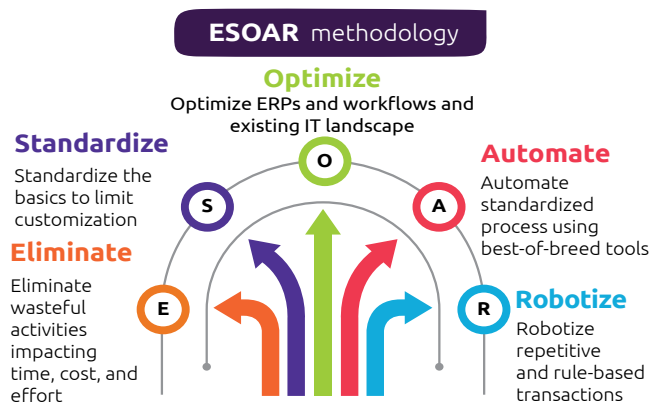 ESOAR methodology
Optimize
Optimize ERPs and workflows and
existing IT landscape
Standardize
Standardize the
basics to limit
customization
Eliminate
Eliminate
wasteful
activities
impacting
time, cost, and
effort
E
S
O
A
R
Automate
Automate
standardized
process using
best-of-breed tools
Robotize
Robotize
repetitive
and rule-based
transactions